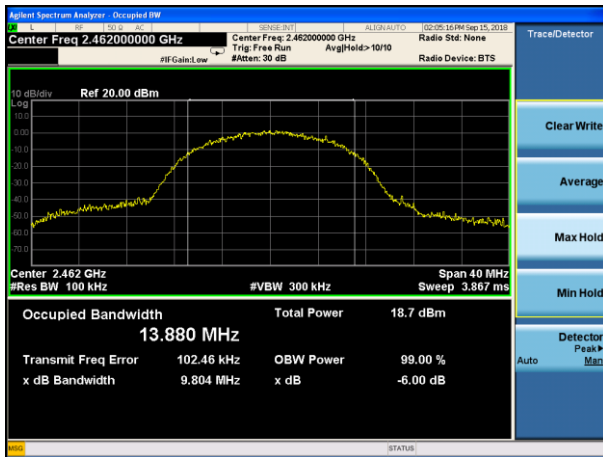 Agilent Spectrum Analyzer - Occupied BW
L RF 50 Ω AC SENSE:INT ALIGN AUTO 02:05:16 PM Sep 15, 2018
Center Freq 2.462000000 GHz
Center Freq: 2.462000000 GHz
Radio Std: None
Trig: Free Run Avg|Hold:> 10/10
#IFGain:Low #Atten: 30 dB Radio Device: BTS
Trace/Detector
10 dB/div Ref 20.00 dBm
Log
10.0
0.00
-10.0
-20.0
-30.0
-40.0
-50.0
-60.0
-70.0
Center 2.462 GHz Span 40 MHz
#Res BW 100 kHz #VBW 300 kHz Sweep 3.867 ms
Occupied Bandwidth Total Power 18.7 dBm
13.880 MHz
Transmit Freq Error 102.46 kHz OBW Power 99.00 %
x dB Bandwidth 9.804 MHz x dB -6.00 dB
Clear Write
Average
Max Hold
Min Hold
Detector
Peak
Auto Man
MSG STATUS